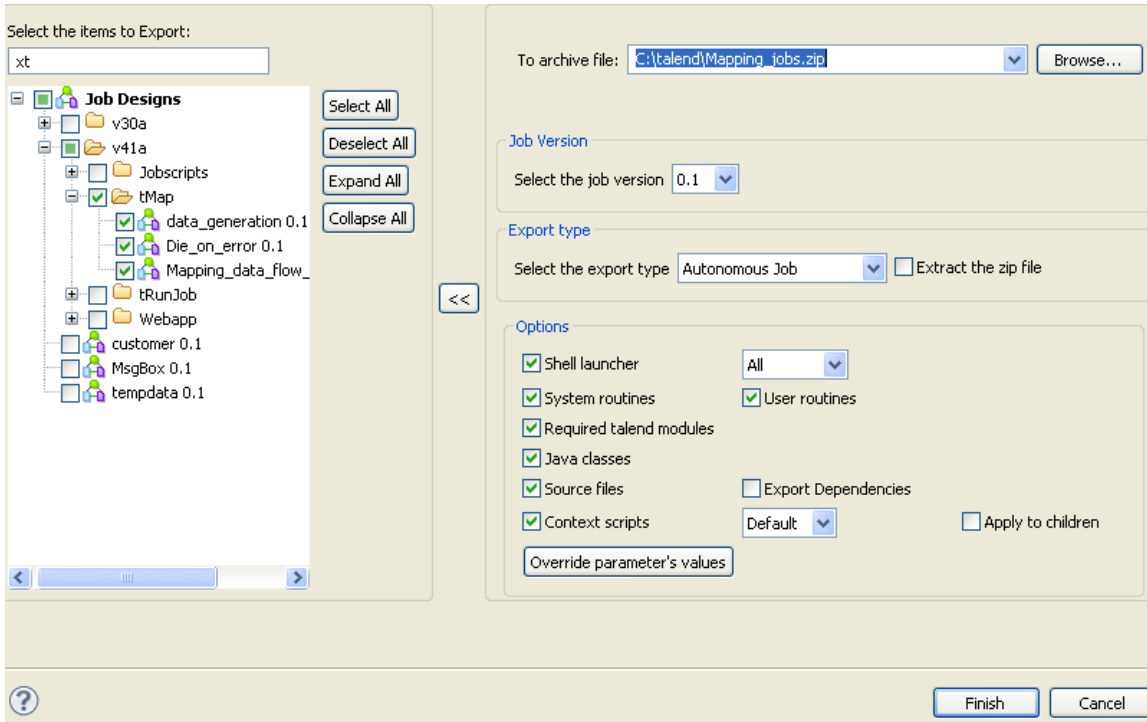 Select the items to Export:
xt
Job Designs
v30a
v41a
Jobscripts
tMap
data_generation 0.1
Die_on_error 0.1
Mapping_data_flow_
tRunJob
Webapp
customer 0.1
MsgBox 0.1
tempdata 0.1
Select All
Deselect All
Expand All
Collapse All
<<
To archive file: C:\talend\Mapping_jobs.zip Browse...
Job Version
Select the job version 0.1
Export type
Select the export type Autonomous Job Extract the zip file
Options
Shell launcher All
System routines User routines
Required talend modules
Java classes
Source files Export Dependencies
Context scripts Default Apply to children
Override parameter's values
? Finish Cancel